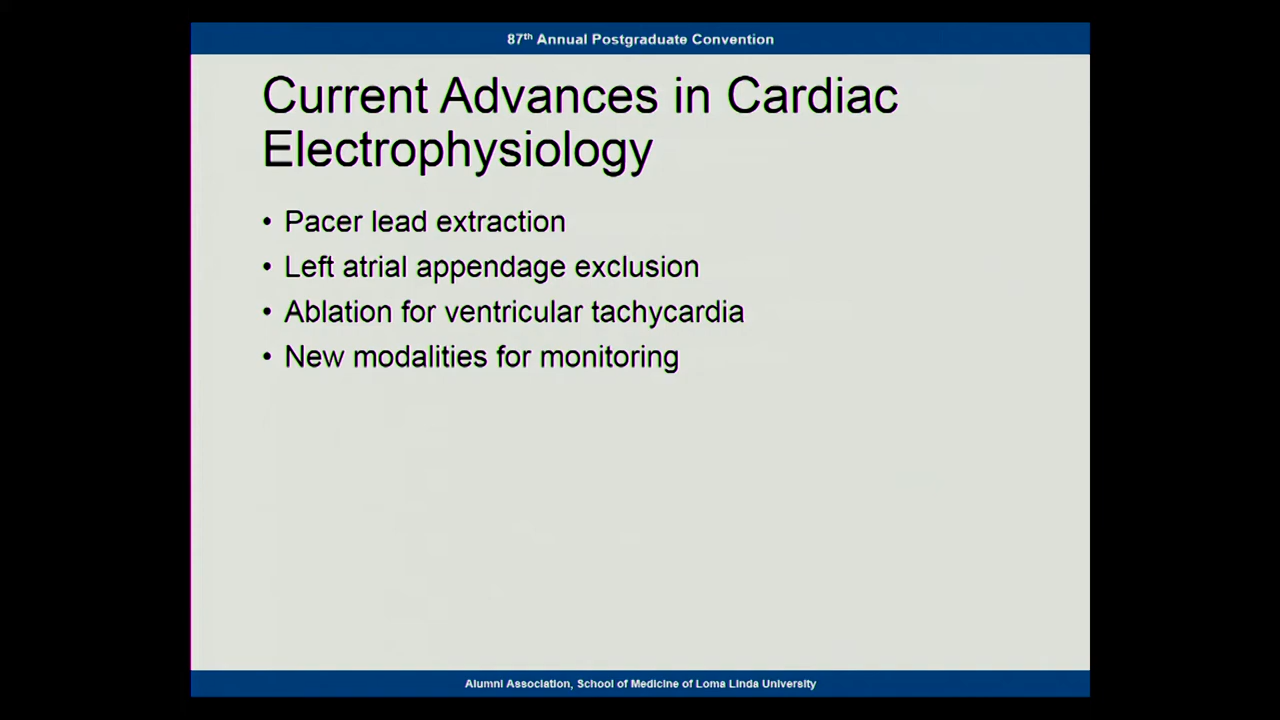 87th Annual Postgraduate Convention
Current Advances in Cardiac
Electrophysiology
• Pacer lead extraction
• Left atrial appendage exclusion
• Ablation for ventricular tachycardia
• New modalities for monitoring
Alumni Association, School of Medicine of Loma Linda University